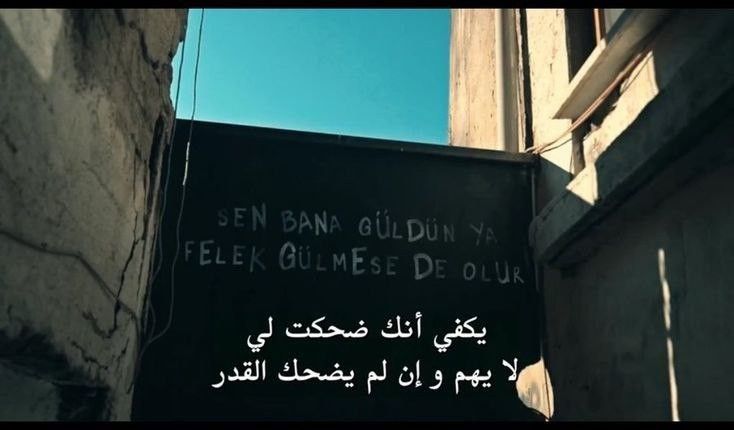 SEN BANA GÜLDÜN YA
FELEK GÜLMESE DE OLUR
يكفي أنك ضحكت لي
لا يهم و إن لم يضحك القدر